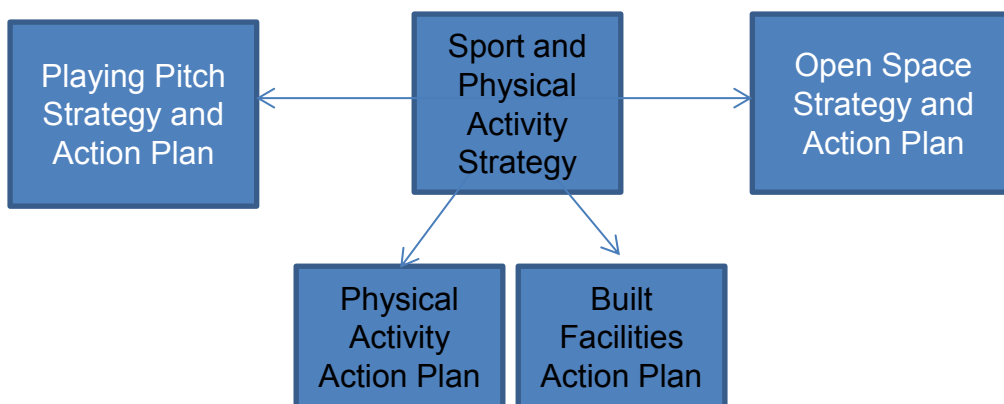 Playing Pitch
Strategy and
Action Plan
Sport and
Physical
Activity
Strategy
Open Space
Strategy and
Action Plan
Physical
Activity
Action Plan
Built
Facilities
Action Plan